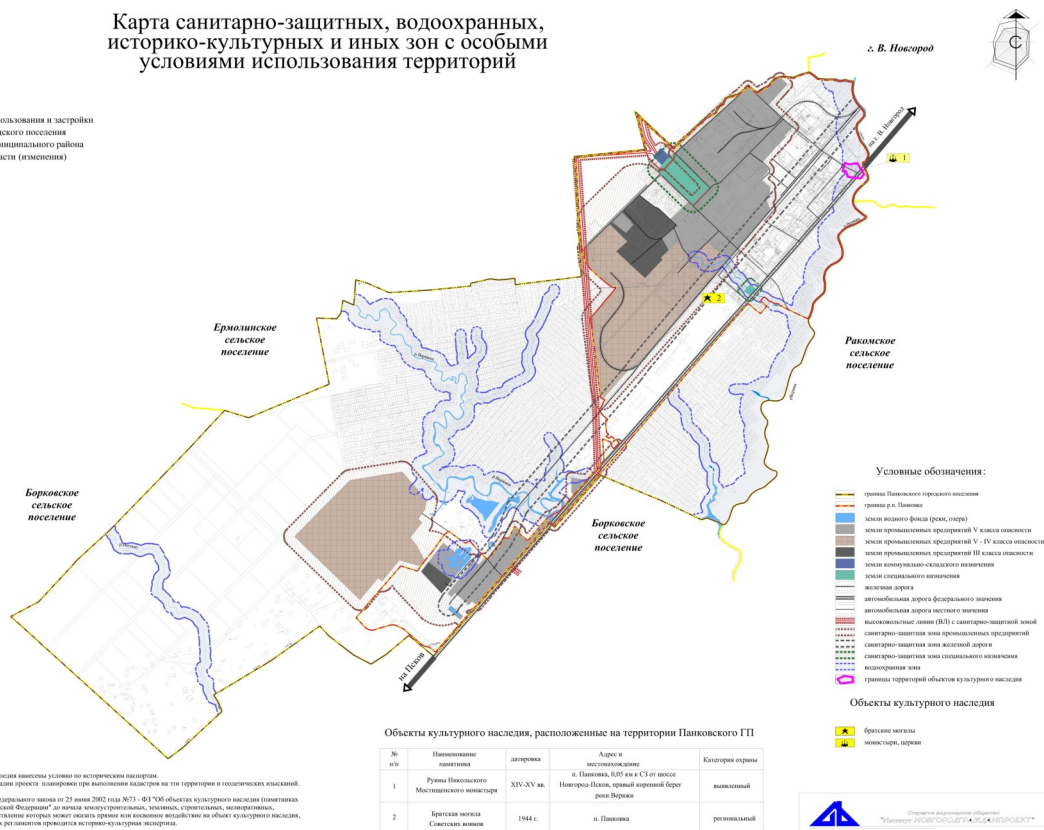 Карта санитарно-защитных, водоохранных,
историко-культурных и иных зон с особыми
условиями использования территорий
г. В. Новгород
С
ользования и застройки
дского поселения
ниципального района
асти (изменения)
на г. В. Новгород
1
2
Ермолинское
сельское
поселение
Ракомское
сельское
поселение
Борковское
сельское
поселение
Борковское
сельское
поселение
на Псков
Условные обозначения:
граница Панковского городского поселения
граница р.п. Панковка
земли водного фонда (реки, озера)
земли промышленных предприятий V класса опасности
земли промышленных предприятий V - IV класса опасности
земли промышленных предприятий III класса опасности
земли коммунально-складского назначения
земли специального назначения
железная дорога
автомобильная дорога федерального значения
автомобильная дорога местного значения
высоковольтные линии (ВЛ) с санитарно-защитной зоной
санитарно-защитная зона промышленных предприятий
санитарно-защитная зона железной дороги
санитарно-защитная зона специального назначения
водоохранная зона
границы территорий объектов культурного наследия
Объекты культурного наследия
братские могилы
монастыри, церкви
Объекты культурного наследия, расположенные на территории Панковского ГП
№ п/п Наименование памятника датировка Адрес и местонахождение Категория охраны
1 Руины Никольского Мостищенского монастыря XIV-XV вв. п. Панковка, 0,05 км к СЗ от шоссе Новгород-Псков, правый коренной берег реки Веряжи выявленный
2 Братская могила Советских воинов 1944 г. п. Панковка региональный
ледия нанесены условно по историческим паспортам.
адии проекта планировки при выполнении кадастров на эти территории и геодезических изысканий.
едерального закона от 25 июня 2002 года №73 - ФЗ "Об объектах культурного наследия (памятниках
ской Федерации" до начала землеустроительных, земляных, строительных, мелиоративных,
ствление которых может оказать прямое или косвенное воздействие на объект культурного наследия,
х регламентов проводится историко-культурная экспертиза.
Открытое акционерное общество
"Институт НОВГОРОДГРАЖДАНПРОЕКТ"